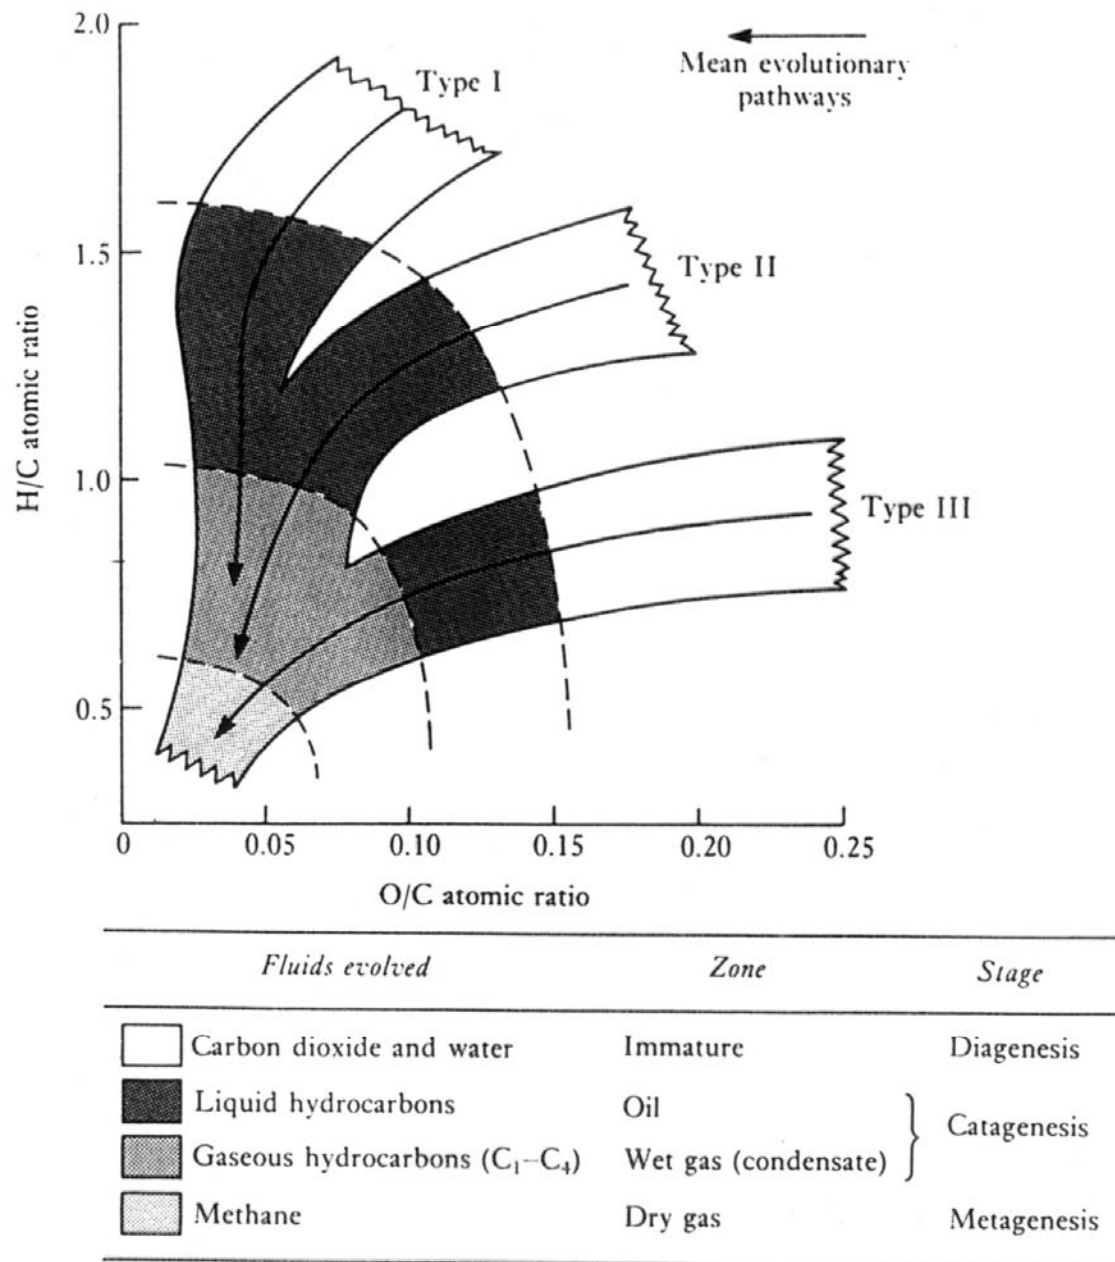 2.0
Type I
Mean evolutionary
pathways
1.5
Type II
H/C atomic ratio
1.0
Type III
0.5
0 0.05 0.10 0.15 0.20 0.25
O/C atomic ratio
Fluids evolved Zone Stage
Carbon dioxide and water Immature Diagenesis
Liquid hydrocarbons Oil
Catagenesis
Gaseous hydrocarbons (C₁–C₄) Wet gas (condensate)
Methane Dry gas Metagenesis